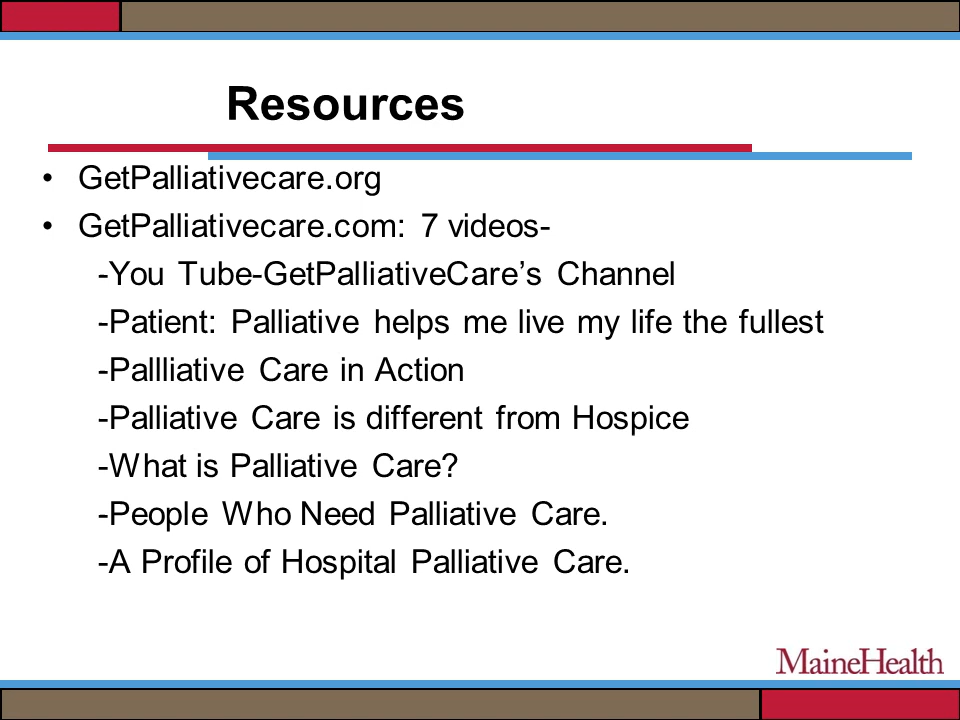 Resources
• GetPalliativecare.org
• GetPalliativecare.com: 7 videos-
-You Tube-GetPalliativeCare’s Channel
-Patient: Palliative helps me live my life the fullest
-Pallliative Care in Action
-Palliative Care is different from Hospice
-What is Palliative Care?
-People Who Need Palliative Care.
-A Profile of Hospital Palliative Care.
MaineHealth